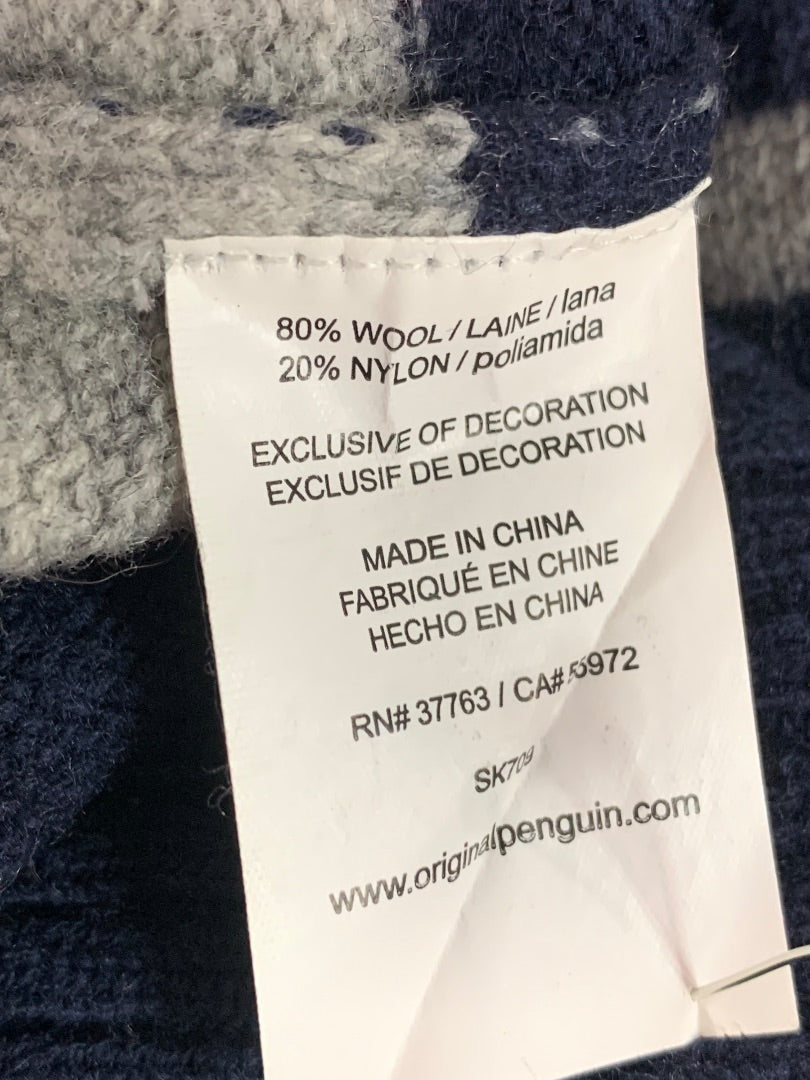 80% WOOL / LAINE / lana
20% NYLON / poliamida
EXCLUSIVE OF DECORATION
EXCLUSIF DE DECORATION
MADE IN CHINA
FABRIQUÉ EN CHINE
HECHO EN CHINA
RN# 37763 / CA# 55972
SK709
www.originalpenguin.com